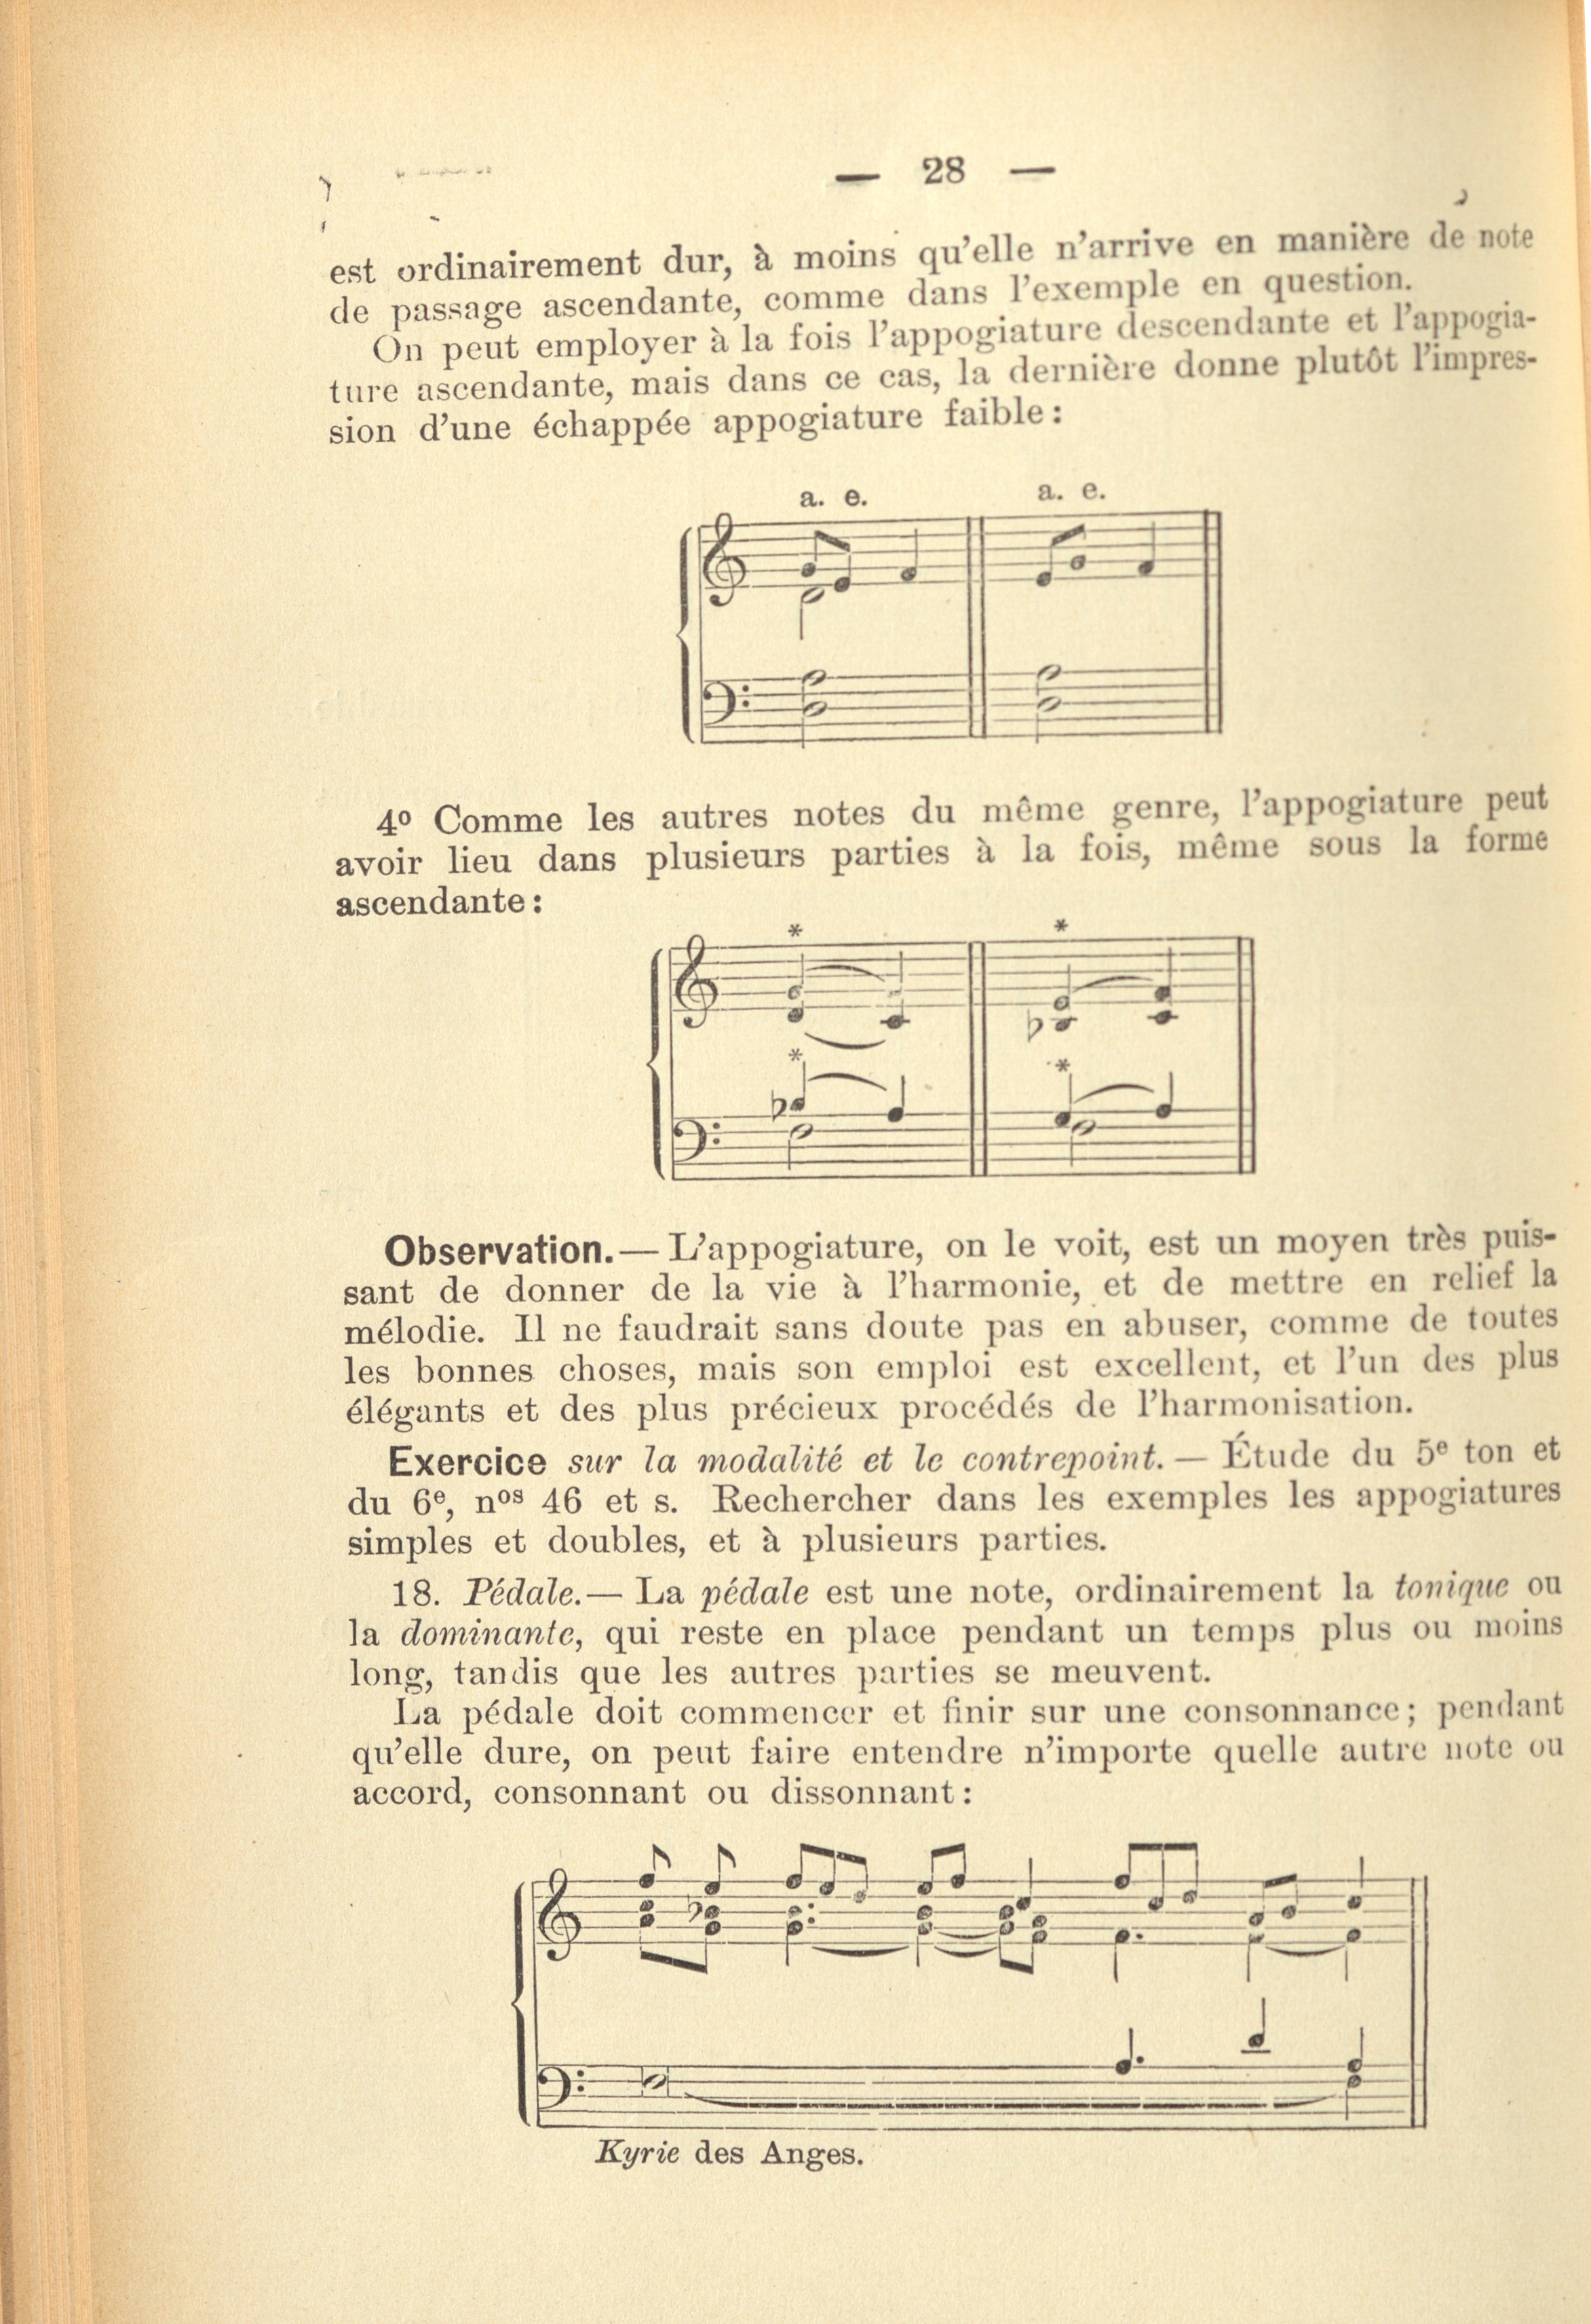 — 28 —
est ordinairement dur, à moins qu'elle n'arrive en manière de note
de passage ascendante, comme dans l'exemple en question.
On peut employer à la fois l'appogiature descendante et l'appogia-
ture ascendante, mais dans ce cas, la dernière donne plutôt l'impres-
sion d'une échappée appogiature faible :
a. e. a. e.
4º Comme les autres notes du même genre, l'appogiature peut
avoir lieu dans plusieurs parties à la fois, même sous la forme
ascendante :
* *
* *
Observation. — L'appogiature, on le voit, est un moyen très puis-
sant de donner de la vie à l'harmonie, et de mettre en relief la
mélodie. Il ne faudrait sans doute pas en abuser, comme de toutes
les bonnes choses, mais son emploi est excellent, et l'un des plus
élégants et des plus précieux procédés de l'harmonisation.
Exercice sur la modalité et le contrepoint. — Étude du 5e ton et
du 6e, nos 46 et s. Rechercher dans les exemples les appogiatures
simples et doubles, et à plusieurs parties.
18. Pédale. — La pédale est une note, ordinairement la tonique ou
la dominante, qui reste en place pendant un temps plus ou moins
long, tandis que les autres parties se meuvent.
La pédale doit commencer et finir sur une consonnance ; pendant
qu'elle dure, on peut faire entendre n'importe quelle autre note ou
accord, consonnant ou dissonnant :
Kyrie des Anges.